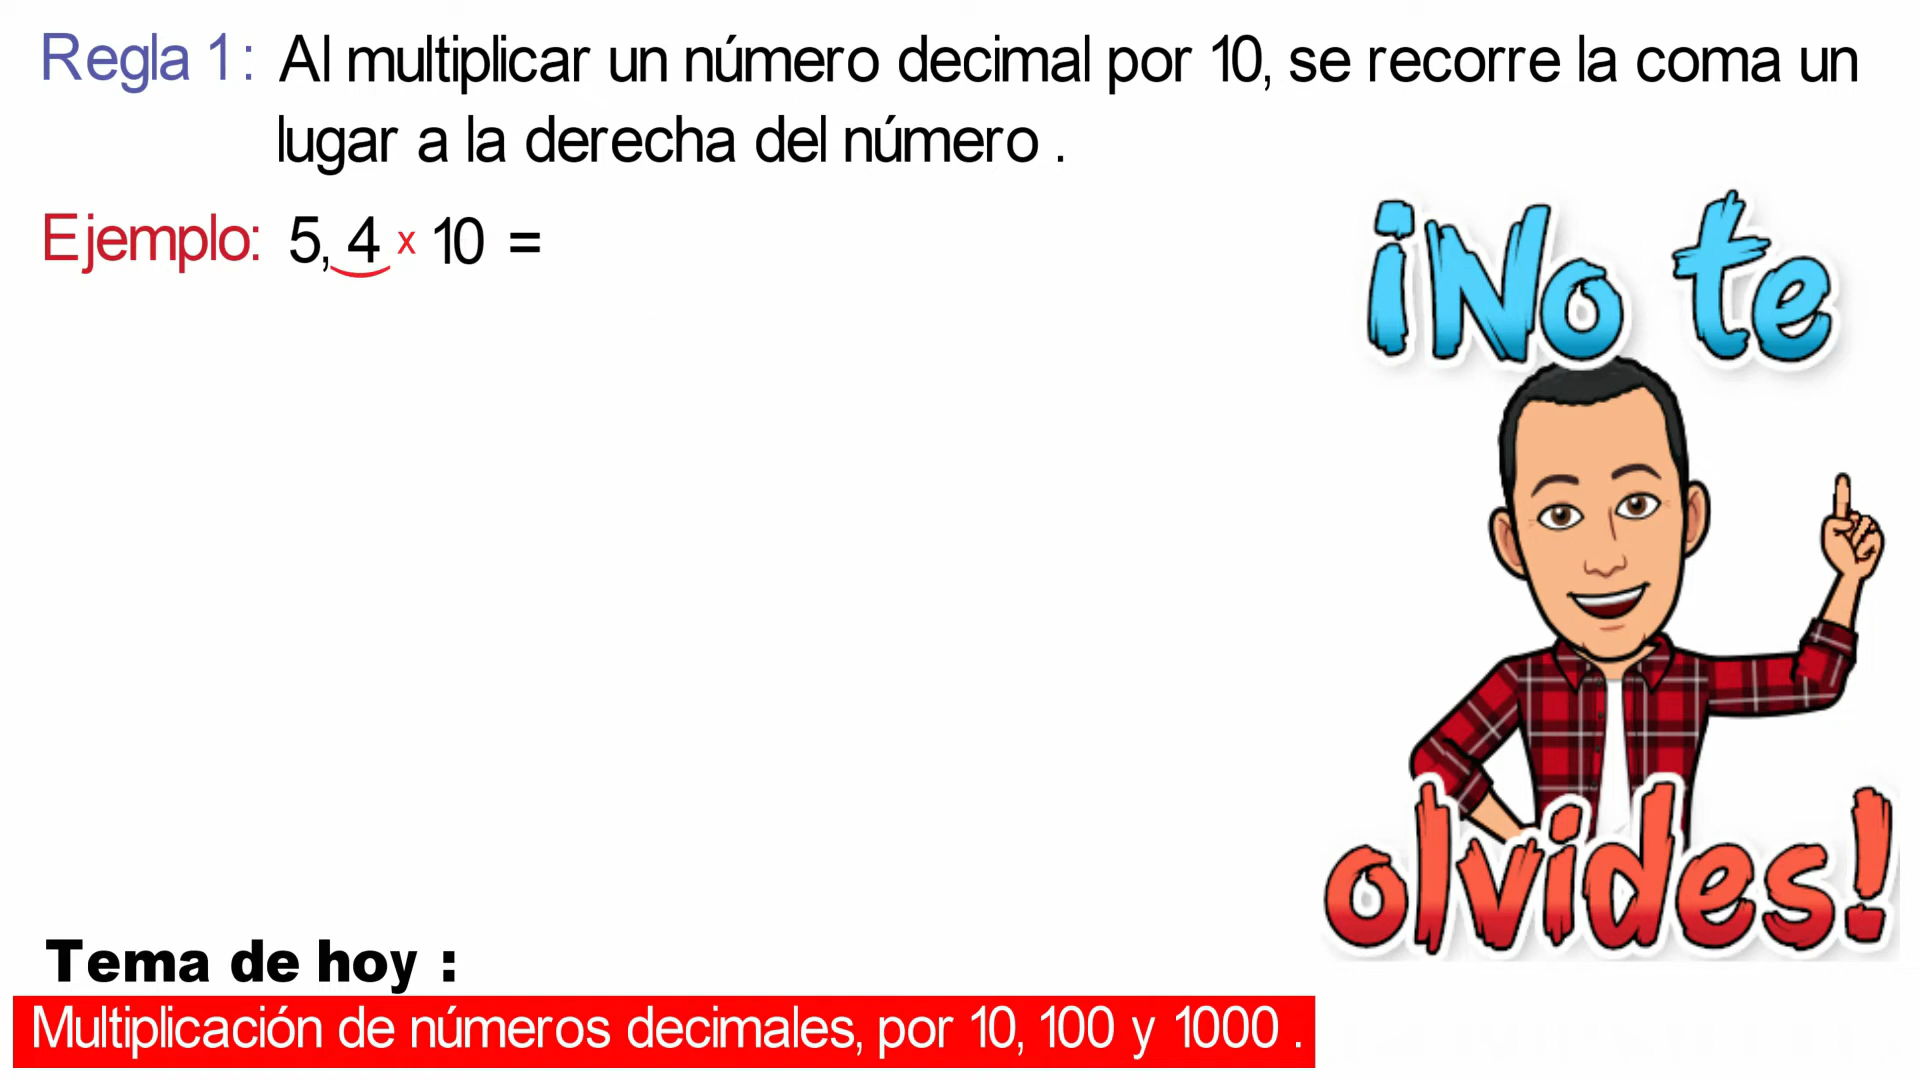 Regla 1: Al multiplicar un número decimal por 10, se recorre la coma un
lugar a la derecha del número .
Ejemplo: 5, 4 x 10 =
¡No te
olvides!
Tema de hoy :
Multiplicación de números decimales, por 10, 100 y 1000 .